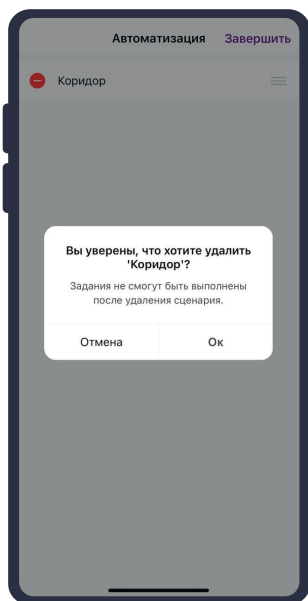 Автоматизация Завершить
Коридор
Вы уверены, что хотите удалить
'Коридор'?
Задания не смогут быть выполнены
после удаления сценария.
Отмена Ок